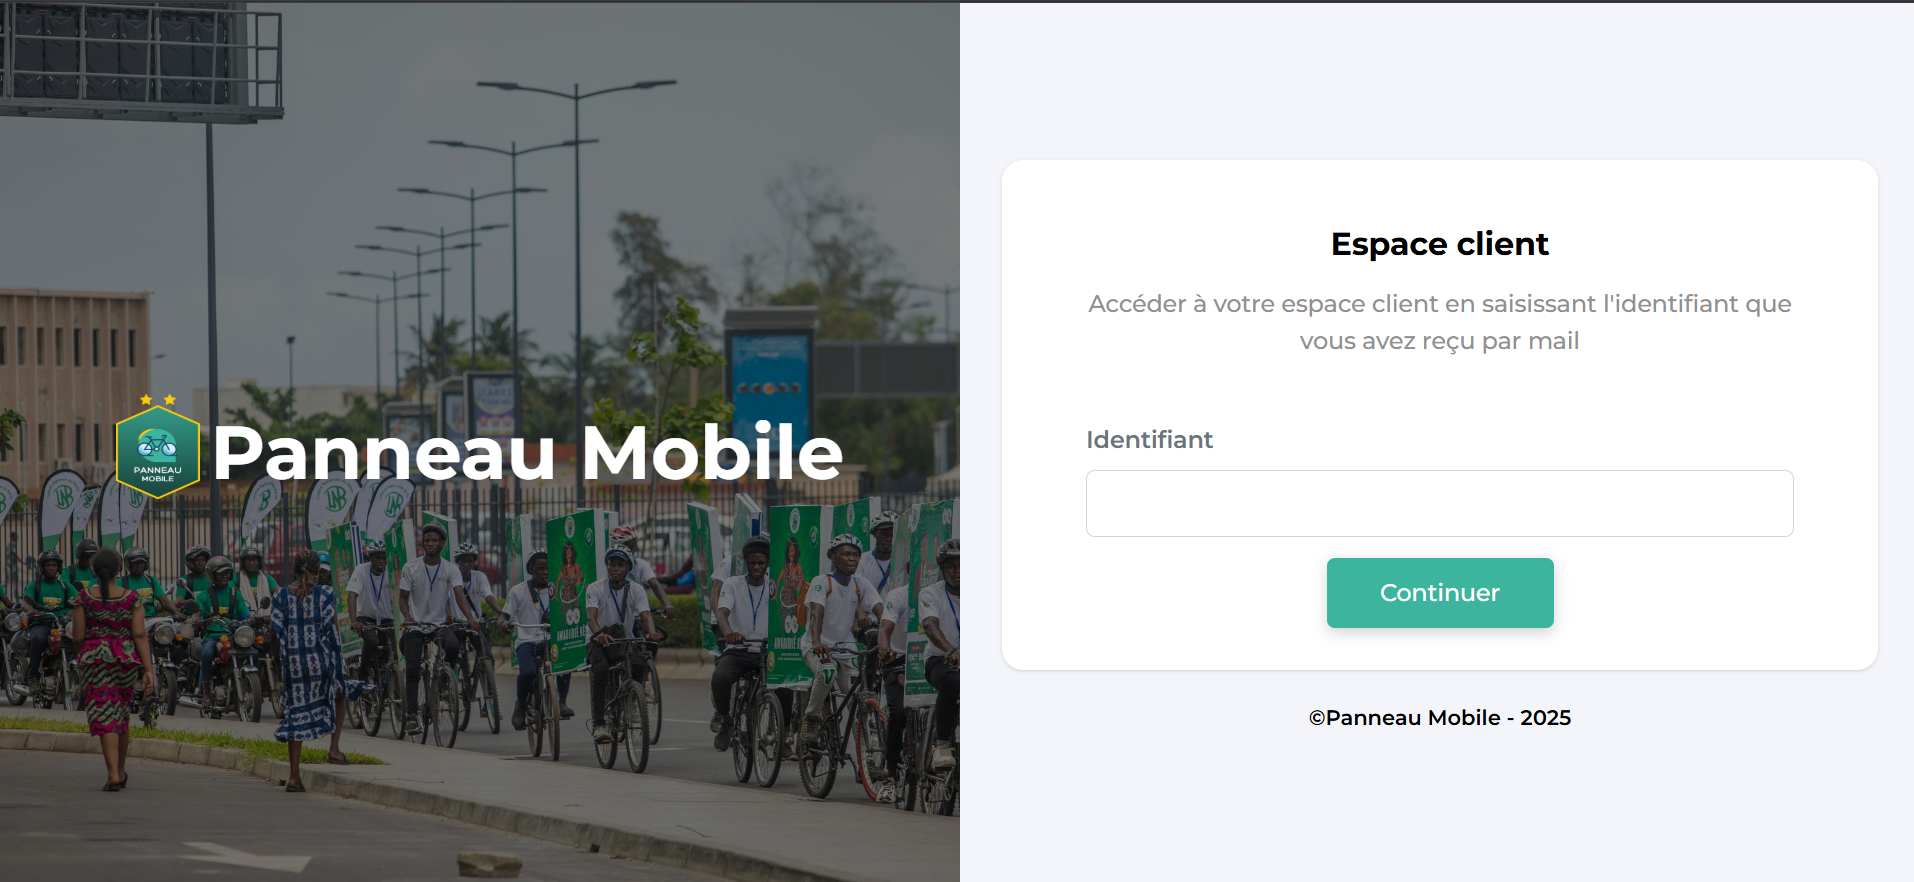 PANNEAU
MOBILE
Panneau Mobile
Espace client
Accéder à votre espace client en saisissant l'identifiant que
vous avez reçu par mail
Identifiant
Continuer
©Panneau Mobile - 2025